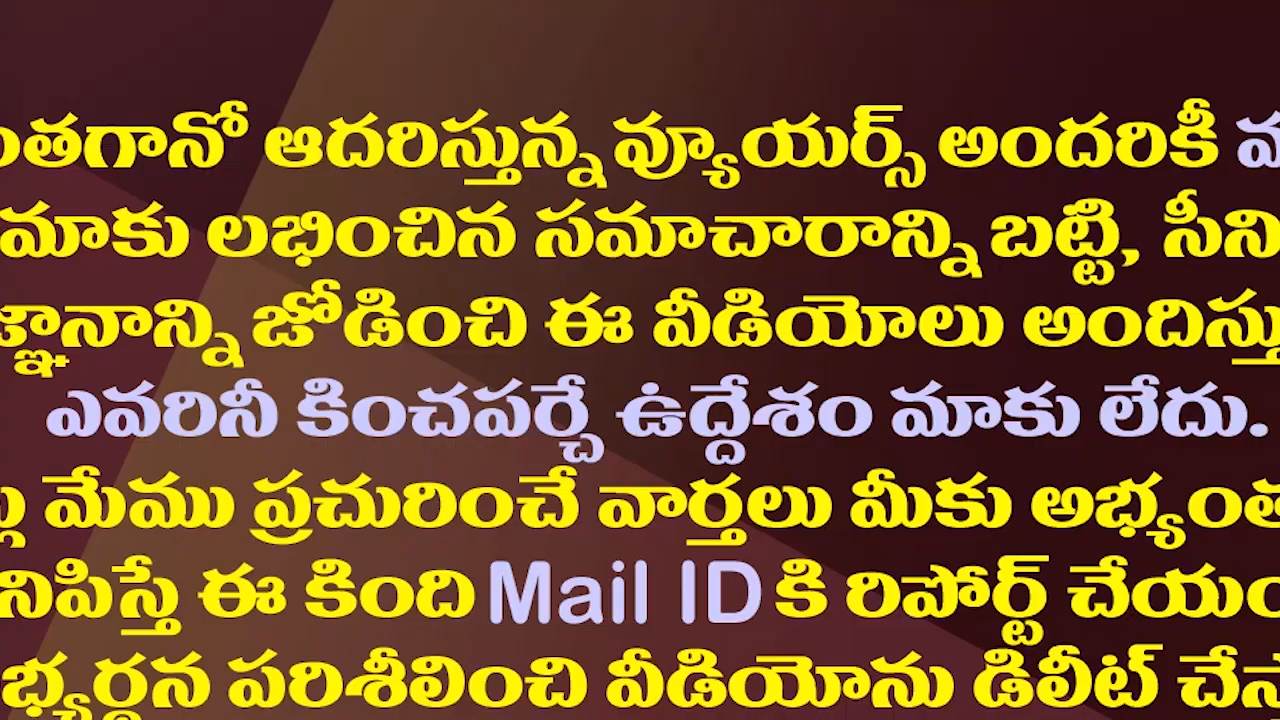 ఆదరిస్తున్న వ్యూయర్స్ అందరికీ
మాకు లభించిన సమాచారాన్ని బట్టి,
జోడించి ఈ వీడియోలు
ఎవరినీ కించపర్చే ఉద్దేశం మాకు లేదు.
మేము ప్రచురించే వార్తలు మీకు
ఈ కింది Mail ID కి రిపోర్ట్
పరిశీలించి వీడియోను డిలీట్